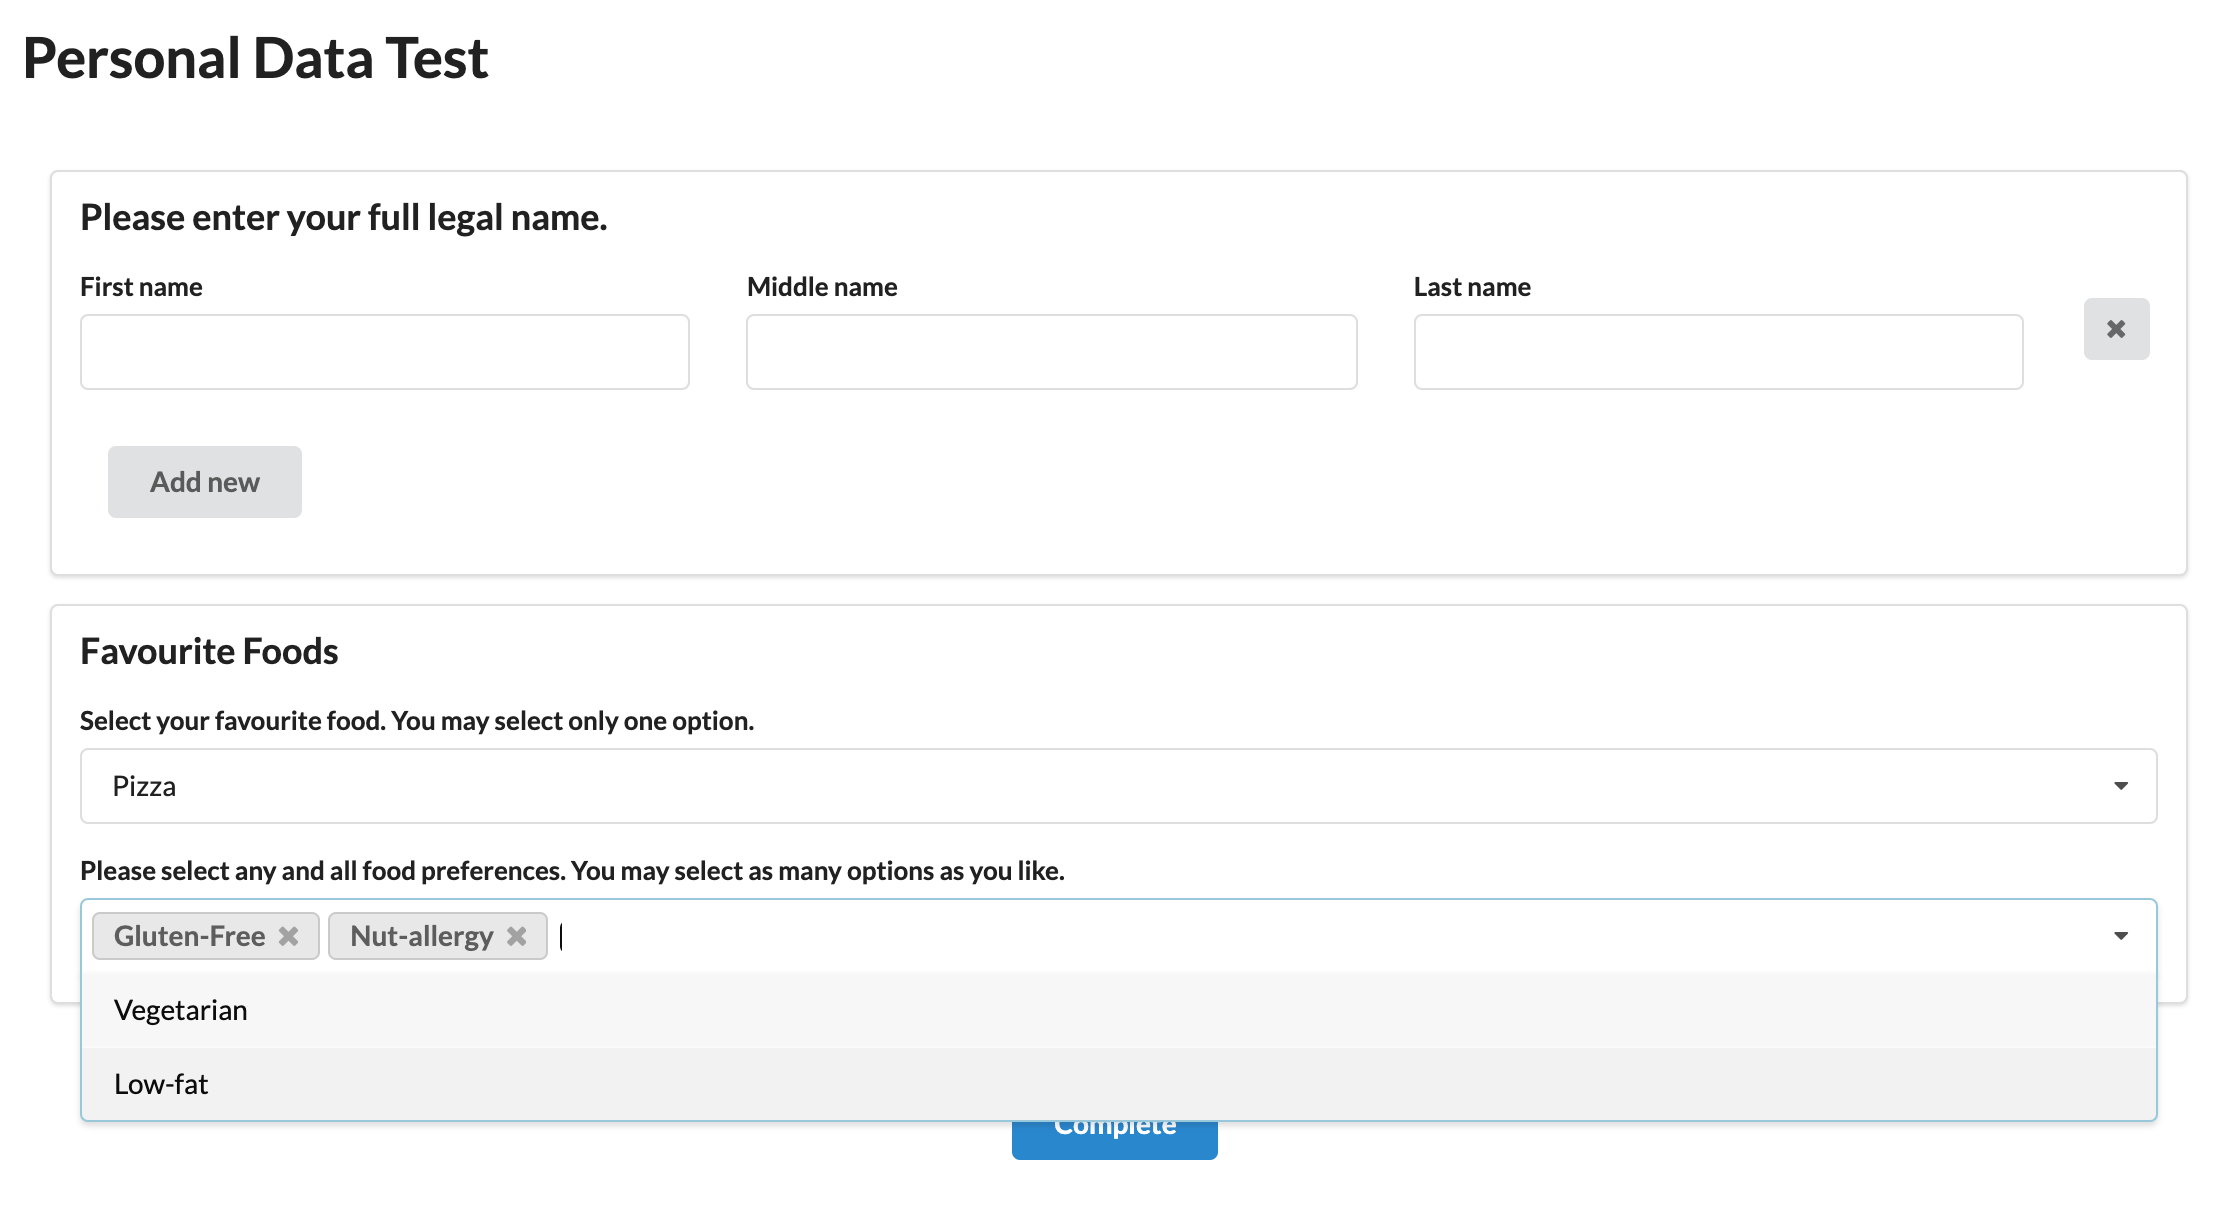 Personal Data Test
Please enter your full legal name.
First name Middle name Last name
Add new
Favourite Foods
Select your favourite food. You may select only one option.
Pizza
Please select any and all food preferences. You may select as many options as you like.
Gluten-Free Nut-allergy
Vegetarian
Low-fat
Complete